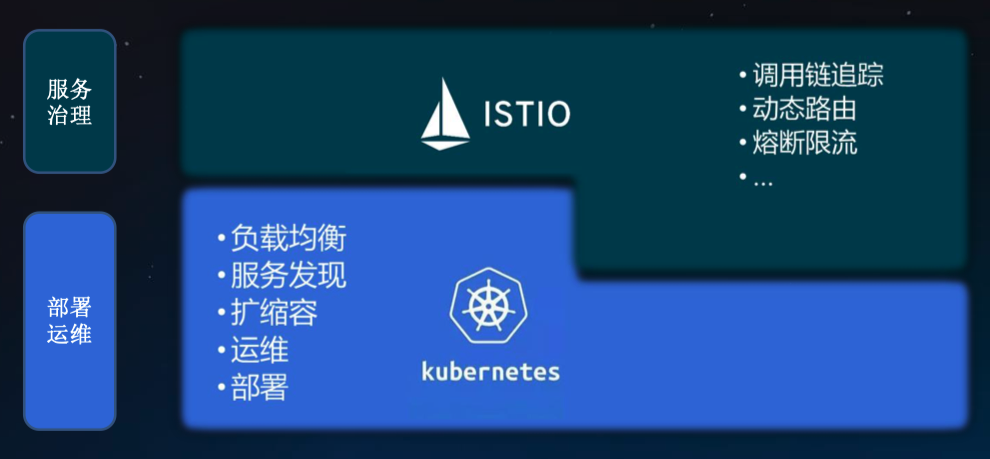 服务
治理
ISTIO
• 调用链追踪
• 动态路由
• 熔断限流
• ...
部署
运维
• 负载均衡
• 服务发现
• 扩缩容
• 运维
• 部署
kubernetes